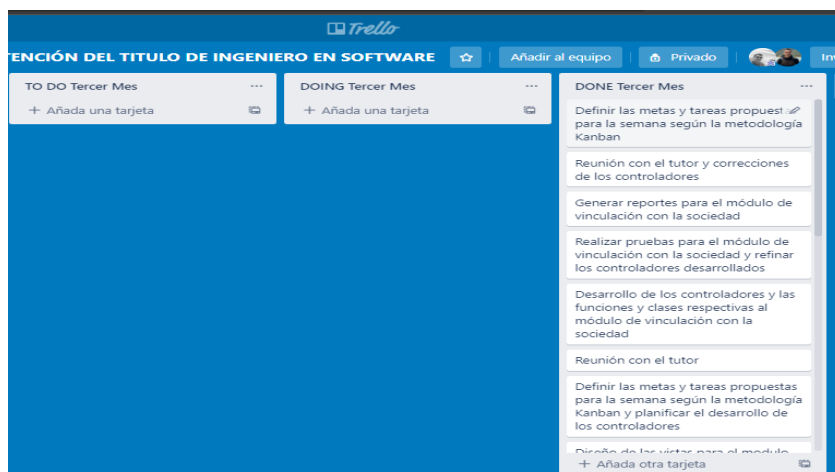 Trello
TENCIÓN DEL TITULO DE INGENIERO EN SOFTWARE
Añadir al equipo
Privado
TO DO Tercer Mes
+ Añada una tarjeta
DOING Tercer Mes
+ Añada una tarjeta
DONE Tercer Mes
Definir las metas y tareas propuest
para la semana según la metodología
Kanban
Reunión con el tutor y correcciones
de los controladores
Generar reportes para el módulo de
vinculación con la sociedad
Realizar pruebas para el módulo de
vinculación con la sociedad y refinar
los controladores desarrollados
Desarrollo de los controladores y las
funciones y clases respectivas al
módulo de vinculación con la
sociedad
Reunión con el tutor
Definir las metas y tareas propuestas
para la semana según la metodología
Kanban y planificar el desarrollo de
los controladores
Diseño de las vistas para el modulo
+ Añada otra tarjeta